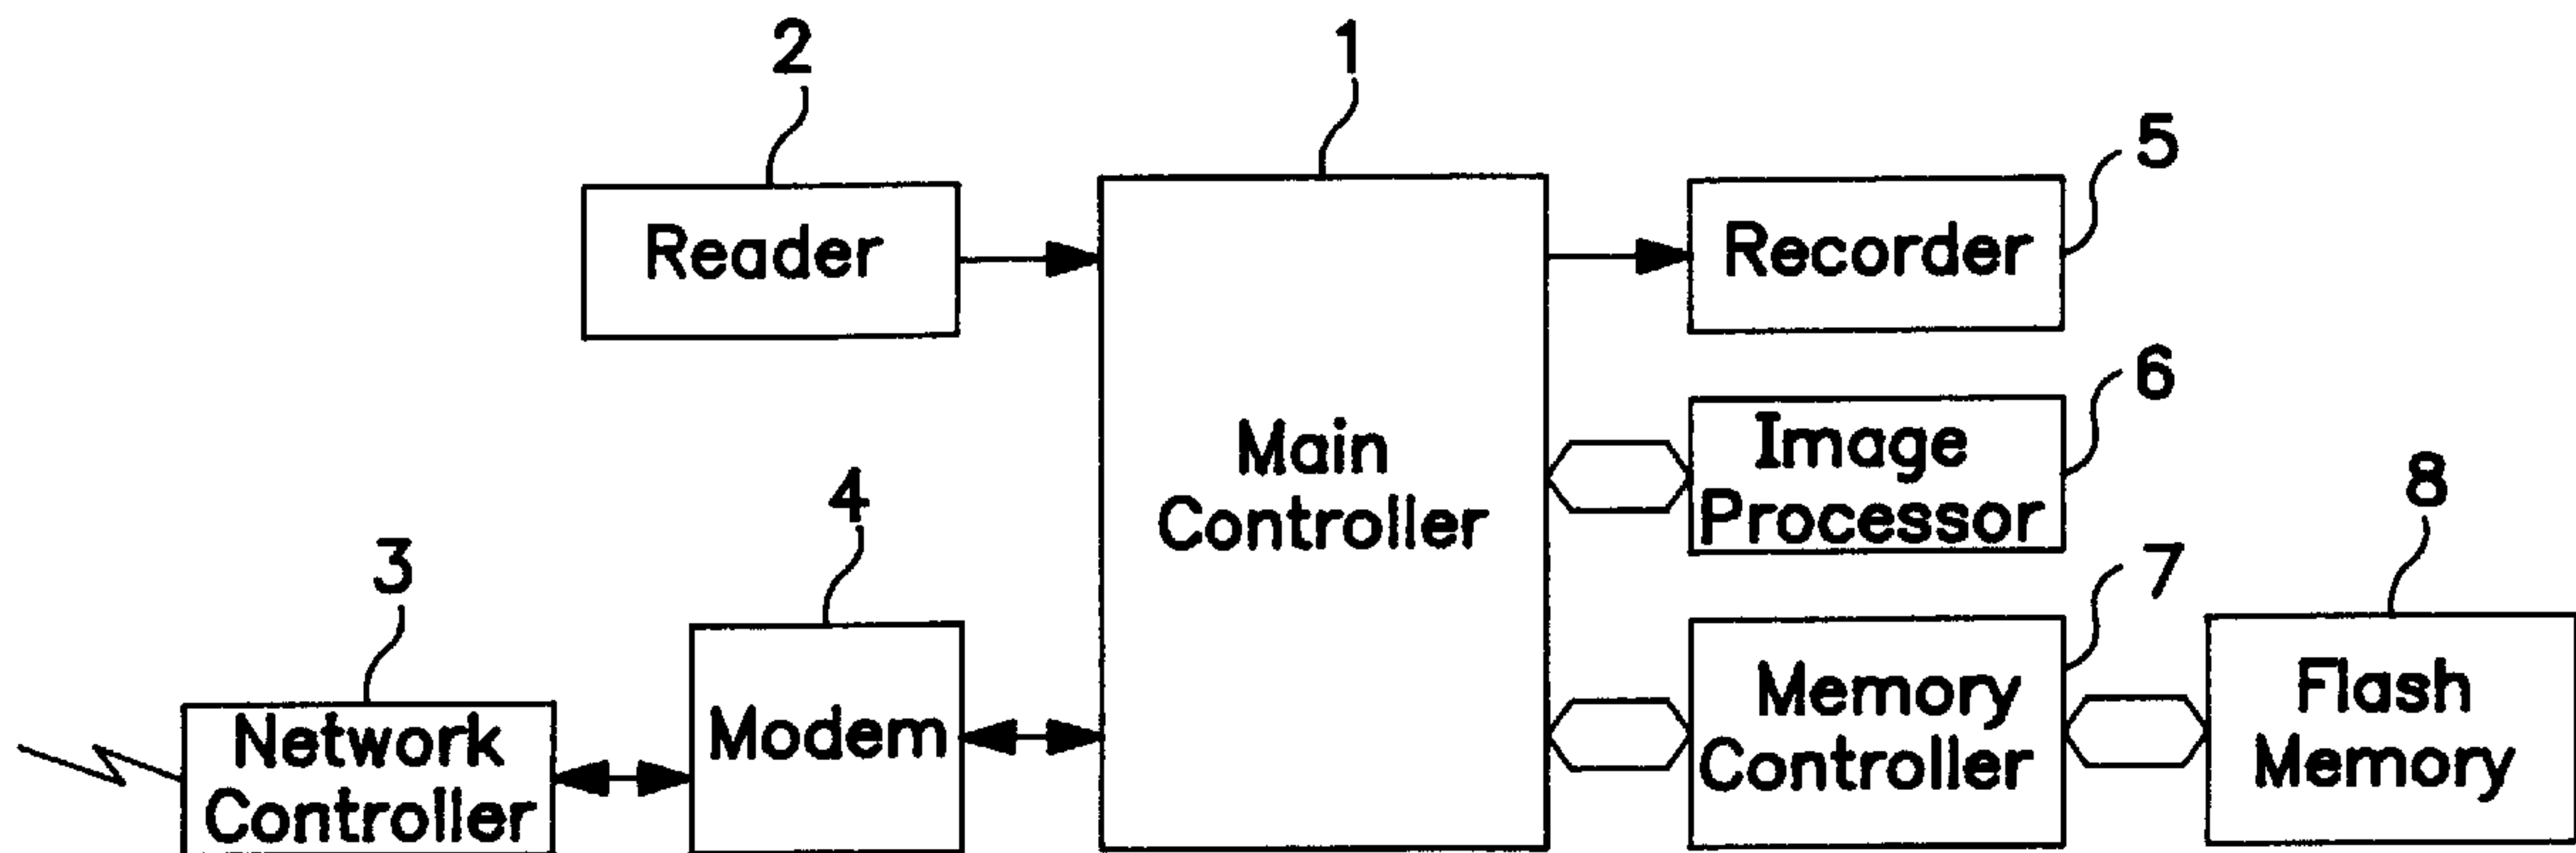 2
1
5
Reader
Recorder
6
Main
Controller
Image
Processor
4
8
3
7
Network
Controller
Modem
Memory
Controller
Flash
Memory